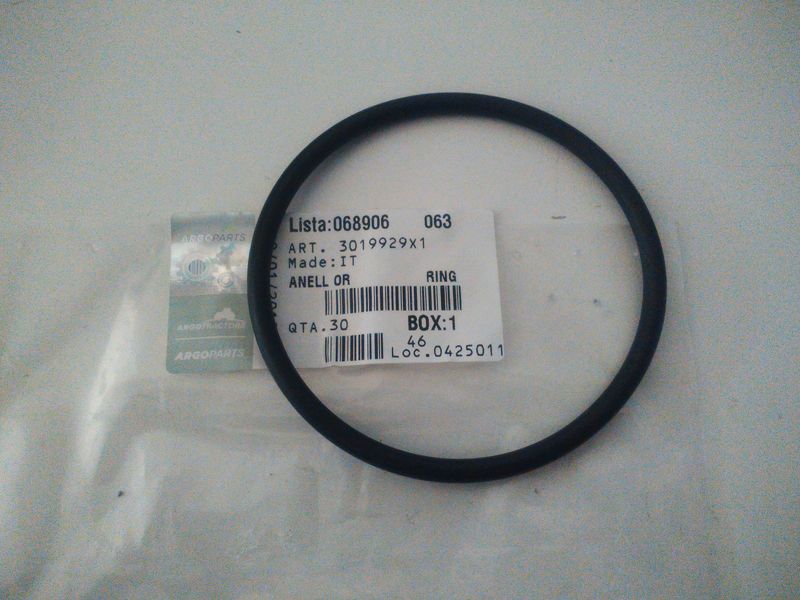 ARGOPARTS
ARGOTRACTORS
ARGOPARTS
Lista:068906 063
ART. 3019929X1
Made:IT
ANELL OR RING
QTA.30 BOX:1
46
Loc.0425011